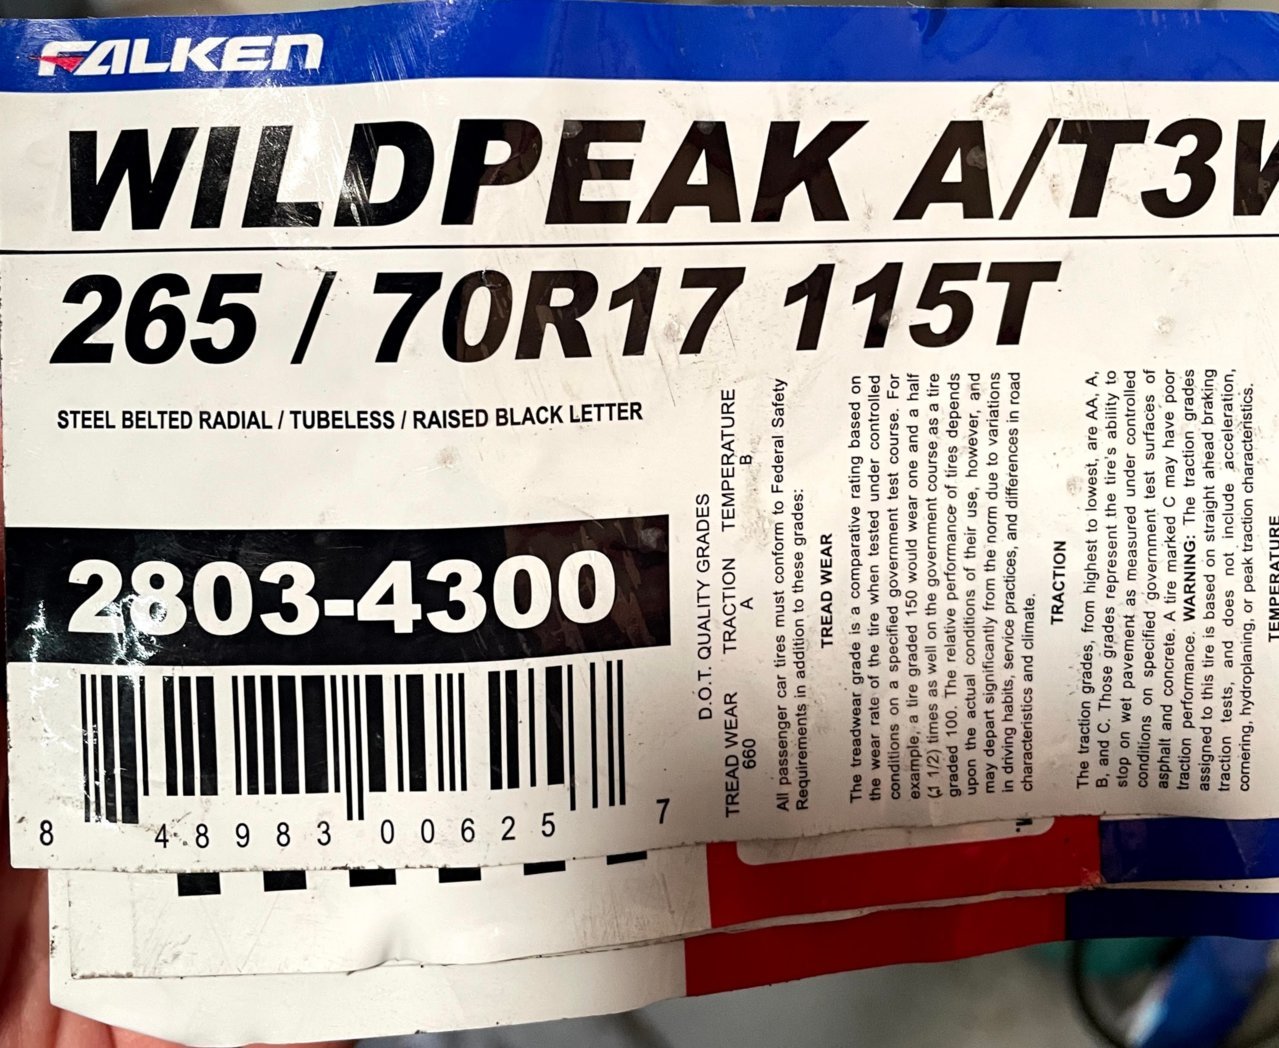 FALKEN
WILDPEAK A/T3W
265 / 70R17 115T
STEEL BELTED RADIAL / TUBELESS / RAISED BLACK LETTER
2803-4300
8 48983 00625 7
D.O.T. QUALITY GRADES
TREAD WEAR TRACTION TEMPERATURE
660 A B
All passenger car tires must conform to Federal Safety
Requirements in addition to these grades:
TREAD WEAR
The treadwear grade is a comparative rating based on
the wear rate of the tire when tested under controlled
conditions on a specified government test course. For
example, a tire graded 150 would wear one and a half
(1 1/2) times as well on the government course as a tire
graded 100. The relative performance of tires depends
upon the actual conditions of their use, however, and
may depart significantly from the norm due to variations
in driving habits, service practices, and differences in road
characteristics and climate.
TRACTION
The traction grades, from highest to lowest, are AA, A,
B, and C. Those grades represent the tire's ability to
stop on wet pavement as measured under controlled
conditions on specified government test surfaces of
asphalt and concrete. A tire marked C may have poor
traction performance. WARNING: The traction grades
assigned to this tire is based on straight ahead braking
traction tests, and does not include acceleration,
cornering, hydroplaning, or peak traction characteristics.
TEMPERATURE